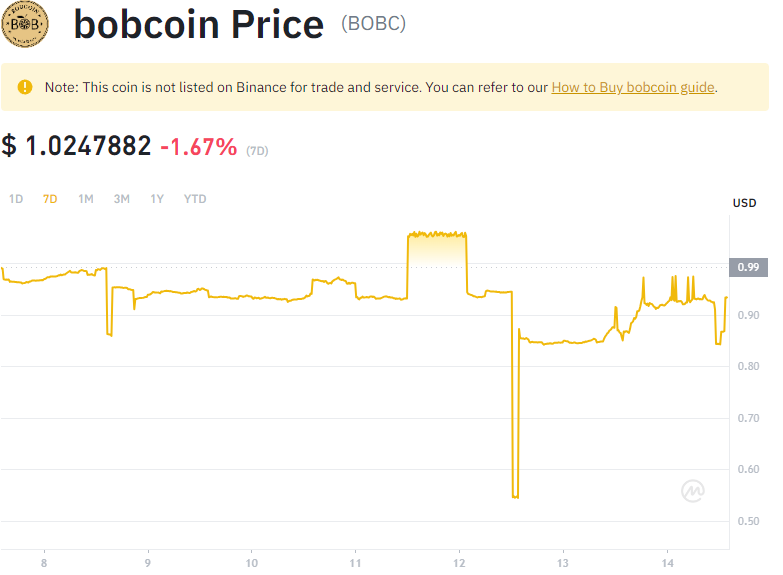 BOBCOIN
BOB
bobcoin Price (BOBC)
Note: This coin is not listed on Binance for trade and service. You can refer to our How to Buy bobcoin guide.
$ 1.0247882 -1.67% (7D)
1D 7D 1M 3M 1Y YTD
USD
0.99
0.90
0.80
0.70
0.60
0.50
8 9 10 11 12 13 14